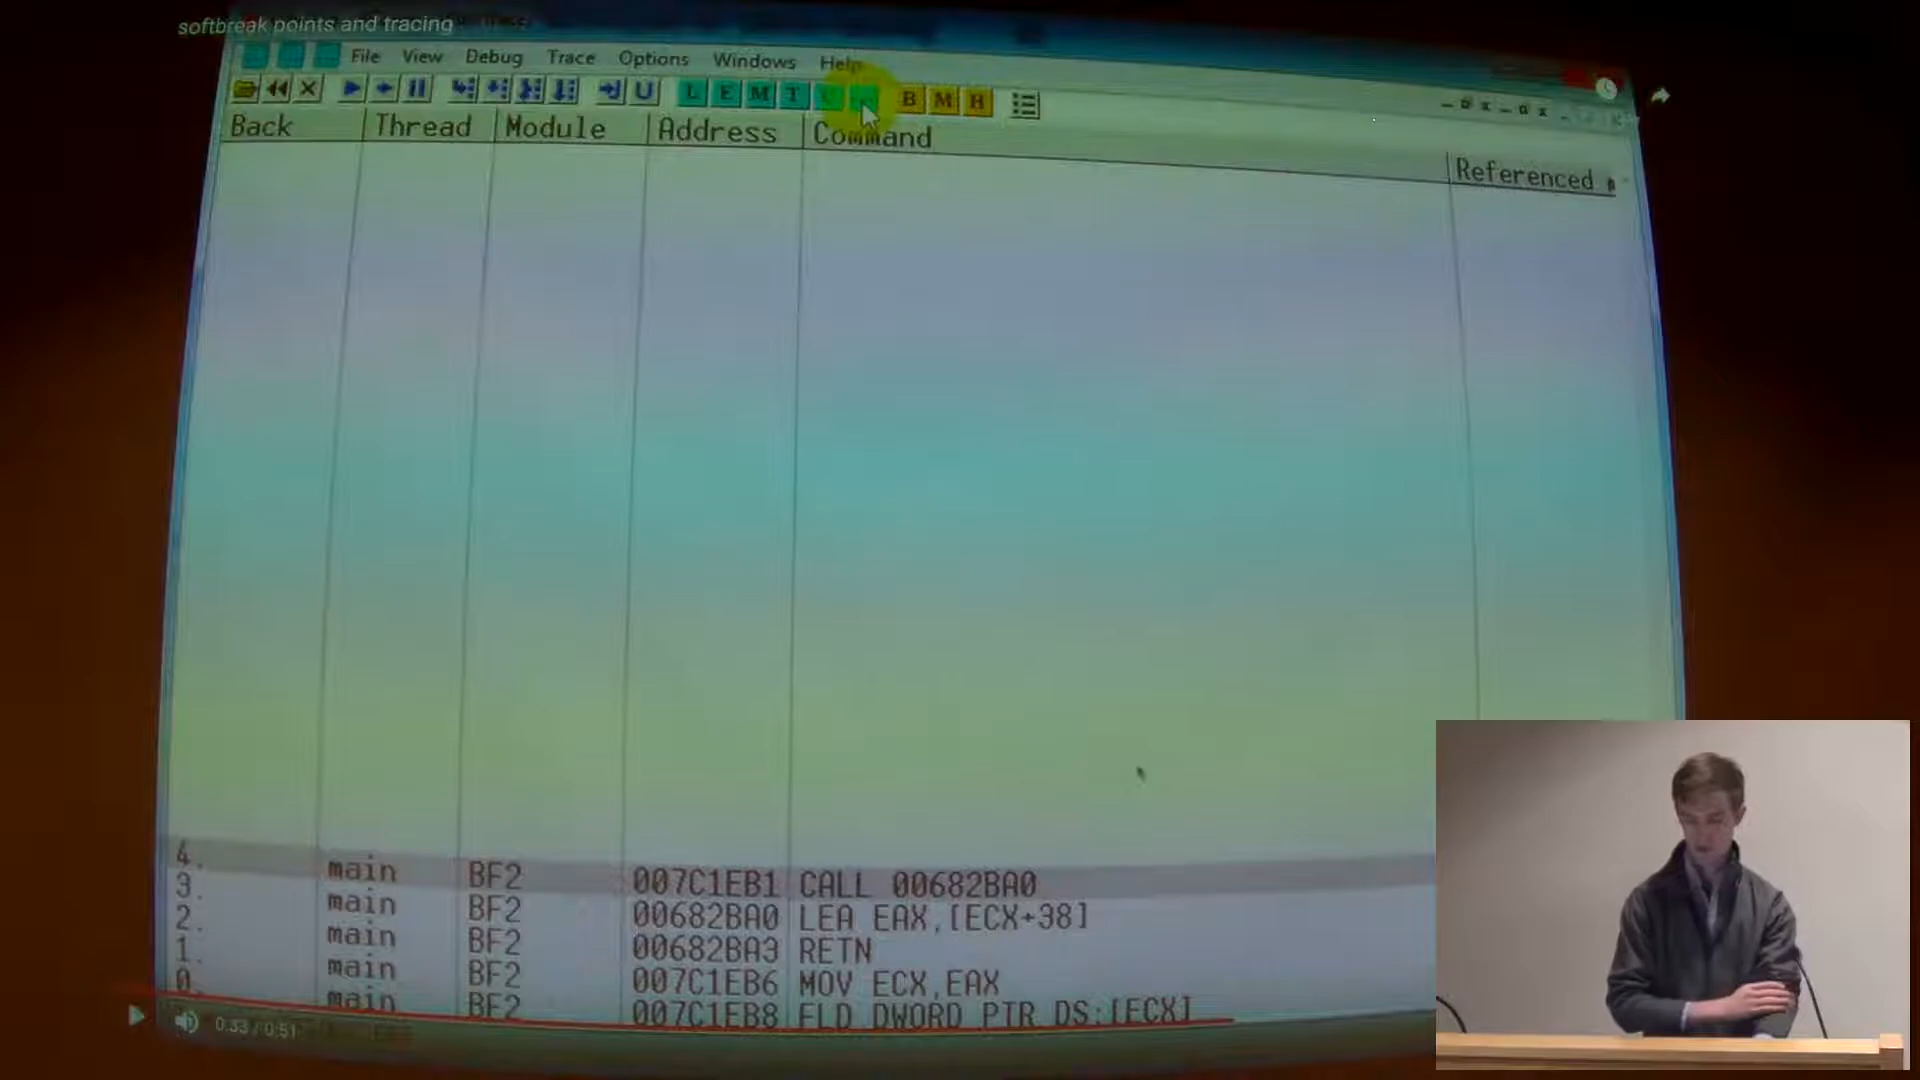 softbreak points and tracing
File View Debug Trace Options Windows Help
L E M T B M H
Back Thread Module Address Command Referenced
4. main BF2 007C1EB1 CALL 00682BA0
3. main BF2 00682BA0 LEA EAX,[ECX+38]
2. main BF2 00682BA3 RETN
1. main BF2 007C1EB6 MOV ECX,EAX
0. main BF2 007C1EB8 FLD DWORD PTR DS:[ECX]
0:33 / 0:51